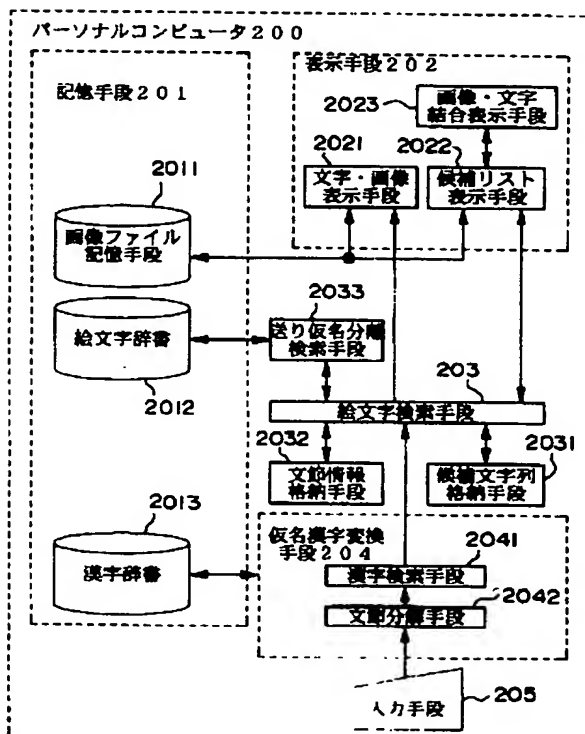 パーソナルコンピュータ200
記憶手段201
表示手段202
2023
画像・文字
結合表示手段
2011
2021
2022
文字・画像
表示手段
候補リスト
表示手段
画像ファイル
記憶手段
2033
絵文字辞書
送り仮名分離
検索手段
2012
203
絵文字検索手段
2032
2031
文節情報
格納手段
候補文字列
格納手段
2013
仮名漢字変換
手段204
2041
漢字辞書
漢字検索手段
2042
文節分解手段
205
入力手段